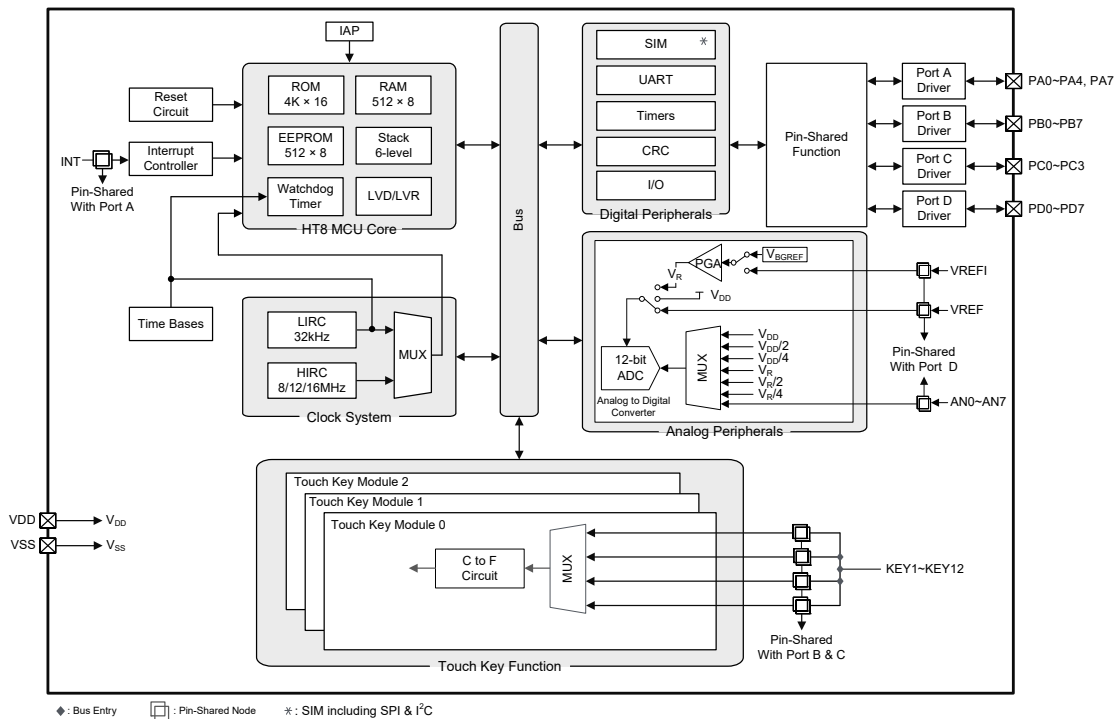 IAP
ROM
4K × 16
RAM
512 × 8
EEPROM
512 × 8
Stack
6-level
Watchdog
Timer
LVD/LVR
HT8 MCU Core
Reset
Circuit
INT
Interrupt
Controller
Pin-Shared
With Port A
Time Bases
LIRC
32kHz
HIRC
8/12/16MHz
MUX
Clock System
Bus
SIM *
UART
Timers
CRC
I/O
Digital Peripherals
Pin-Shared
Function
Port A
Driver
PA0~PA4, PA7
Port B
Driver
PB0~PB7
Port C
Driver
PC0~PC3
Port D
Driver
PD0~PD7
PGA
VBGREF
VR
VDD
VREFI
VREF
12-bit
ADC
Analog to Digital
Converter
MUX
VDD
VDD/2
VDD/4
VR
VR/2
VR/4
Pin-Shared
With Port D
AN0~AN7
Analog Peripherals
VDD
VDD
VSS
VSS
Touch Key Module 2
Touch Key Module 1
Touch Key Module 0
C to F
Circuit
MUX
KEY1~KEY12
Pin-Shared
With Port B & C
Touch Key Function
: Bus Entry
: Pin-Shared Node
* : SIM including SPI & I²C